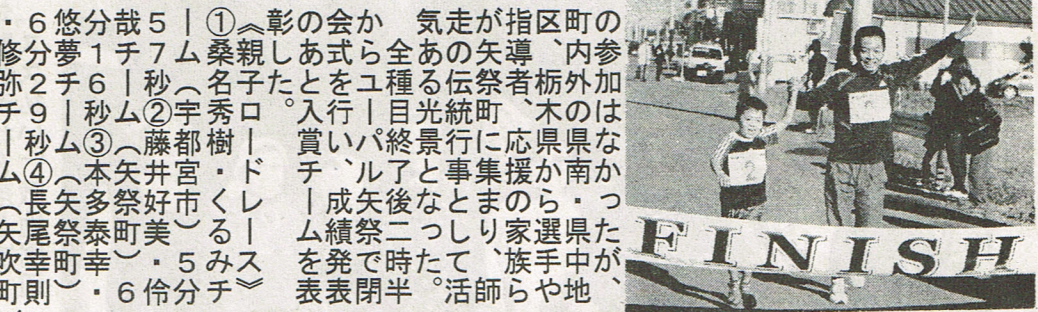 の参加はなかったが、
町内外の県南・県中地
区、栃木県から選手や
指導者、応援の家族ら
が矢祭町に集まり、師
走の伝統行事として活
気ある光景となった。
　全種目終了後二時半
からユーパル矢祭で閉
会式を行い、成績発表
のあと入賞チームを表
彰した。
《親子ロードレース》
①桑名秀樹・くるみチ
ーム（宇都宮市）５分
５７秒②藤井好美・伶
哉チーム（矢祭町）６
分１６秒③本多泰幸・
悠夢チーム（矢祭町）
６分２９秒④長尾幸則
・修弥チーム（矢吹町
2
FINISH